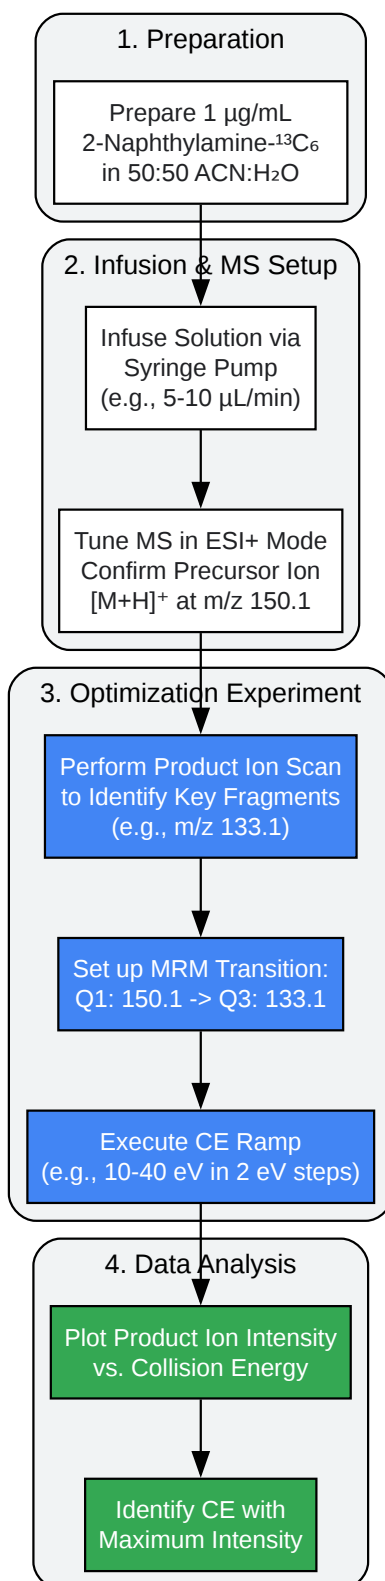 1. Preparation
Prepare 1 µg/mL
2-Naphthylamine-¹³C₆
in 50:50 ACN:H₂O
2. Infusion & MS Setup
Infuse Solution via
Syringe Pump
(e.g., 5-10 µL/min)
Tune MS in ESI+ Mode
Confirm Precursor Ion
[M+H]⁺ at m/z 150.1
3. Optimization Experiment
Perform Product Ion Scan
to Identify Key Fragments
(e.g., m/z 133.1)
Set up MRM Transition:
Q1: 150.1 -> Q3: 133.1
Execute CE Ramp
(e.g., 10-40 eV in 2 eV steps)
4. Data Analysis
Plot Product Ion Intensity
vs. Collision Energy
Identify CE with
Maximum Intensity